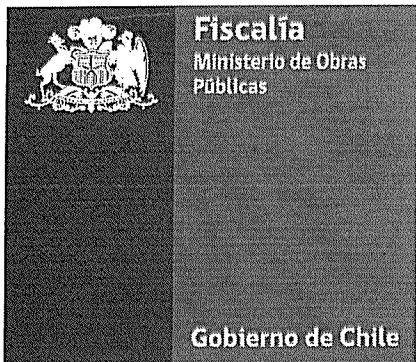 Fiscalía
Ministerio de Obras
Públicas
Gobierno de Chile